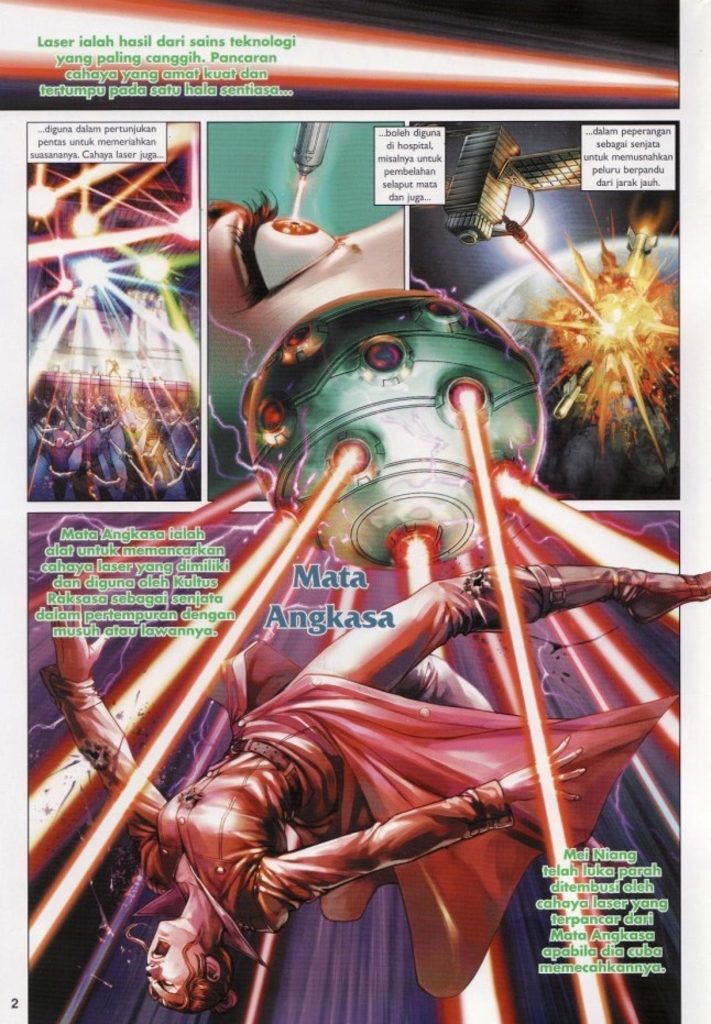 Laser ialah hasil dari sains teknologi
yang paling canggih. Pancaran
cahaya yang amat kuat dan
tertumpu pada satu hala sentiasa...
...diguna dalam pertunjukan
pentas untuk memeriahkan
suasananya. Cahaya laser juga...
...boleh diguna
di hospital,
misalnya untuk
pembelahan
selaput mata
dan juga...
...dalam peperangan
sebagai senjata
untuk memusnahkan
peluru berpandu
dari jarak jauh.
Mata Angkasa ialah
alat untuk memancarkan
cahaya laser yang dimiliki
dan diguna oleh Kultus
Raksasa sebagai senjata
dalam pertempuran dengan
musuh atau lawannya.
Mata
Angkasa
Mei Niang
telah luka parah
ditembusi oleh
cahaya laser yang
terpancar dari
Mata Angkasa
apabila dia cuba
memecahkannya.
2